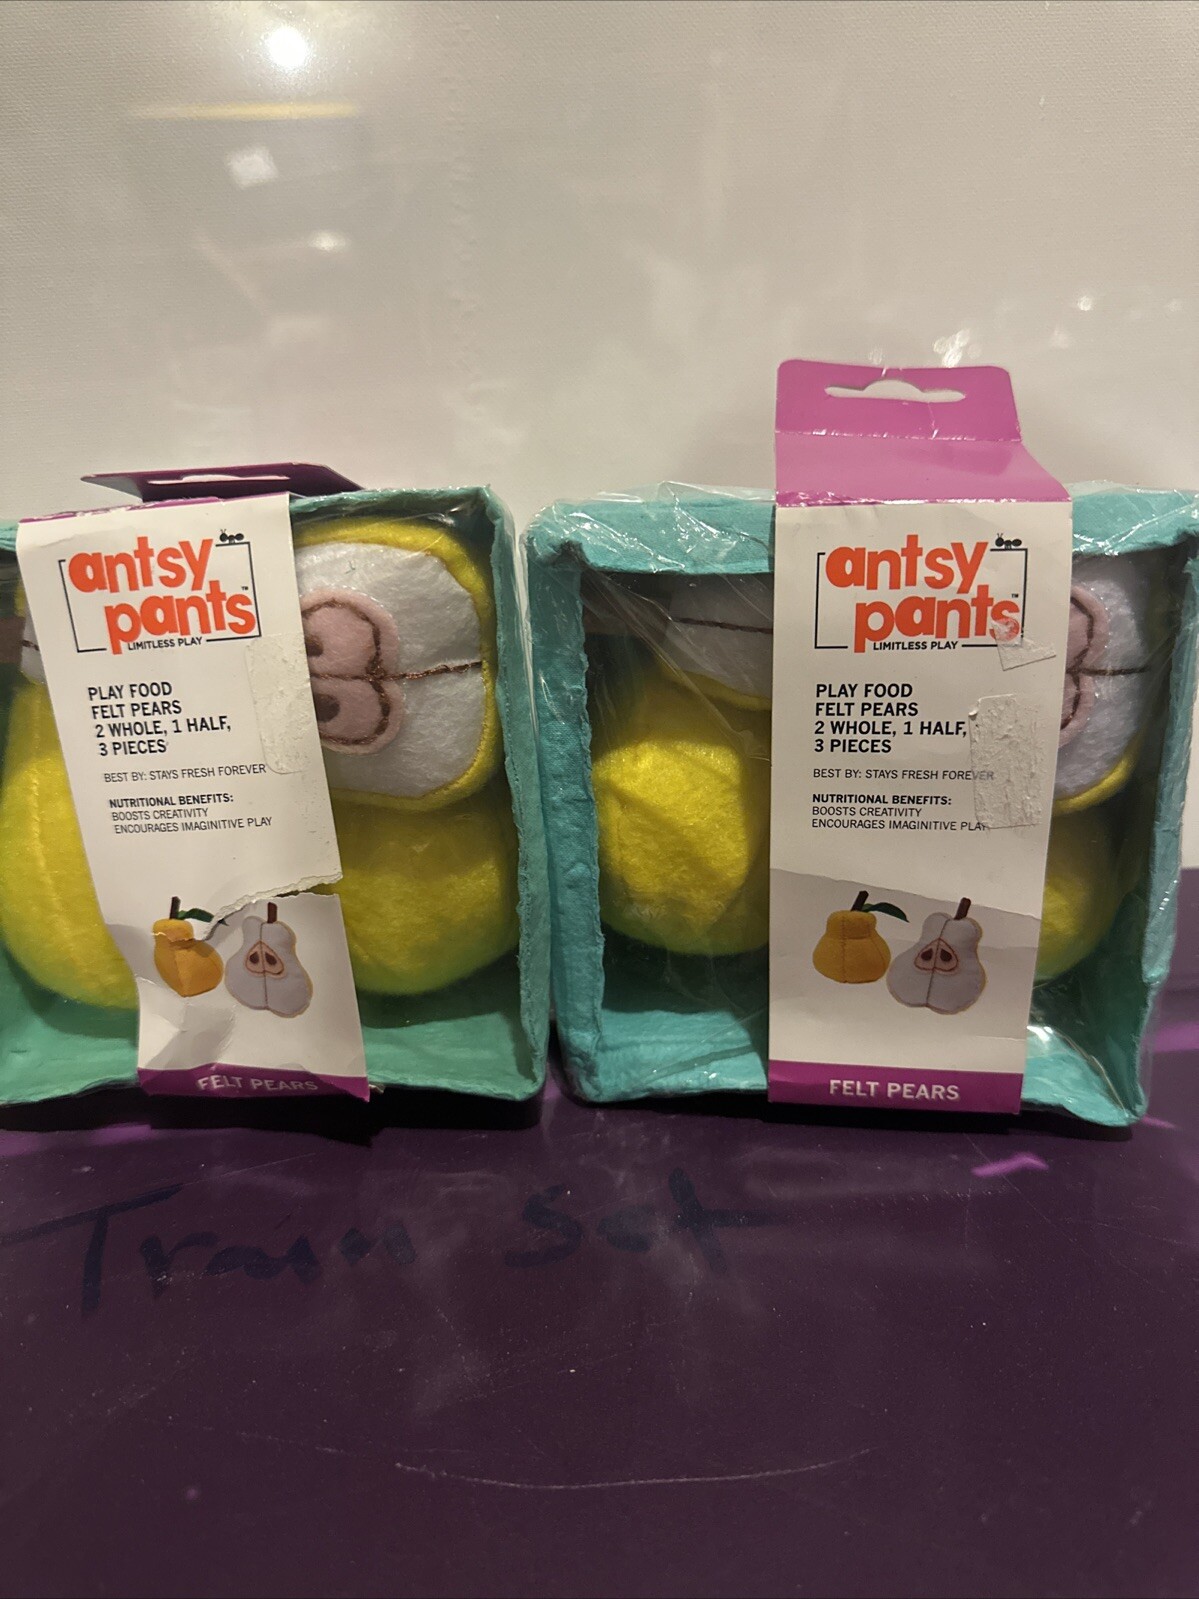 antsy
pants™
LIMITLESS PLAY
PLAY FOOD
FELT PEARS
2 WHOLE, 1 HALF,
3 PIECES
BEST BY: STAYS FRESH FOREVER
NUTRITIONAL BENEFITS:
BOOSTS CREATIVITY
ENCOURAGES IMAGINITIVE PLAY
FELT PEARS
antsy
pants™
LIMITLESS PLAY
PLAY FOOD
FELT PEARS
2 WHOLE, 1 HALF,
3 PIECES
BEST BY: STAYS FRESH FOREVER
NUTRITIONAL BENEFITS:
BOOSTS CREATIVITY
ENCOURAGES IMAGINITIVE PLAY
FELT PEARS
Train Set